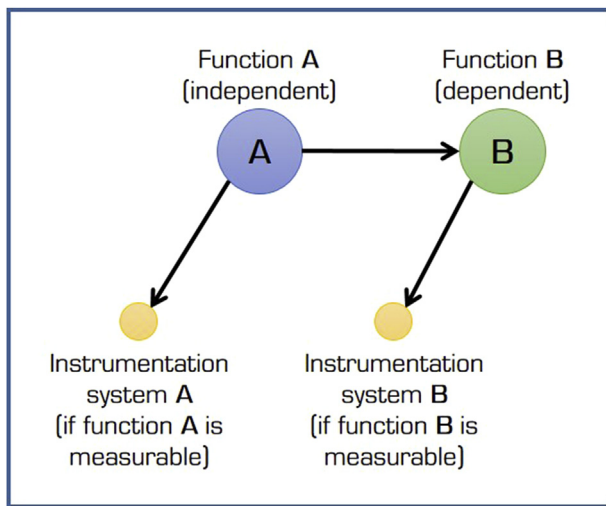 Function A
(independent)
Function B
(dependent)
A
B
Instrumentation
system A
(if function A is
measurable)
Instrumentation
system B
(if function B is
measurable)